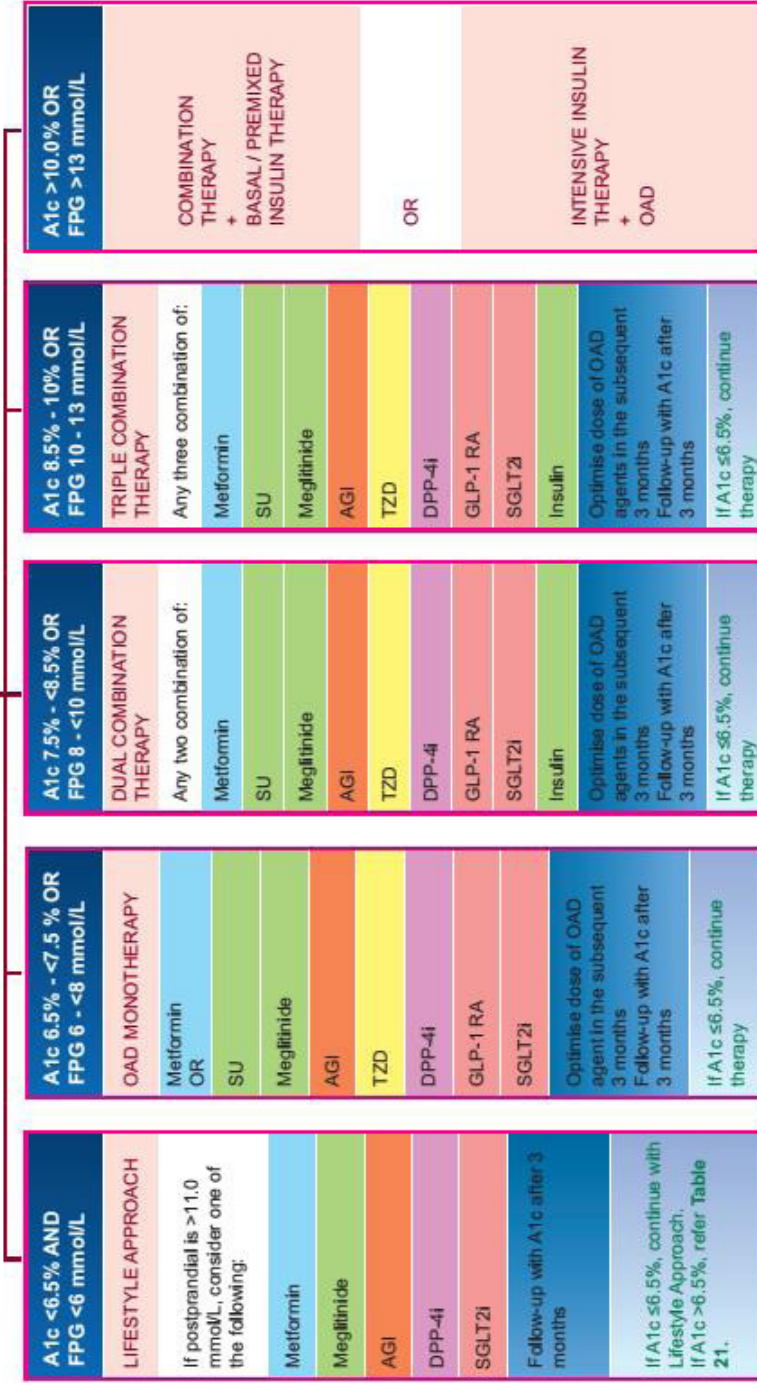 A1c <6.5% AND
FPG <6 mmol/L
LIFESTYLE APPROACH
If postprandial is >11.0
mmol/L, consider one of
the following:
Metformin
Meglitinide
AGI
DPP-4i
SGLT2i
Follow-up with A1c after 3
months
If A1c ≤6.5%, continue with
Lifestyle Approach.
If A1c >6.5%, refer Table
21.
A1c 6.5% - <7.5 % OR
FPG 6 - <8 mmol/L
OAD MONOTHERAPY
Metformin
OR
SU
Meglitinide
AGI
TZD
DPP-4i
GLP-1 RA
SGLT2i
Optimise dose of OAD
agent in the subsequent
3 months
Follow-up with A1c after
3 months
If A1c ≤6.5%, continue
therapy
A1c 7.5% - <8.5% OR
FPG 8 - <10 mmol/L
DUAL COMBINATION
THERAPY
Any two combination of:
Metformin
SU
Meglitinide
AGI
TZD
DPP-4i
GLP-1 RA
SGLT2i
Insulin
Optimise dose of OAD
agents in the subsequent
3 months
Follow-up with A1c after
3 months
If A1c ≤6.5%, continue
therapy
A1c 8.5% - 10% OR
FPG 10 - 13 mmol/L
TRIPLE COMBINATION
THERAPY
Any three combination of:
Metformin
SU
Meglitinide
AGI
TZD
DPP-4i
GLP-1 RA
SGLT2i
Insulin
Optimise dose of OAD
agents in the subsequent
3 months
Follow-up with A1c after
3 months
If A1c ≤6.5%, continue
therapy
A1c >10.0% OR
FPG >13 mmol/L
COMBINATION
THERAPY
+
BASAL / PREMIXED
INSULIN THERAPY
OR
INTENSIVE INSULIN
THERAPY
+
OAD